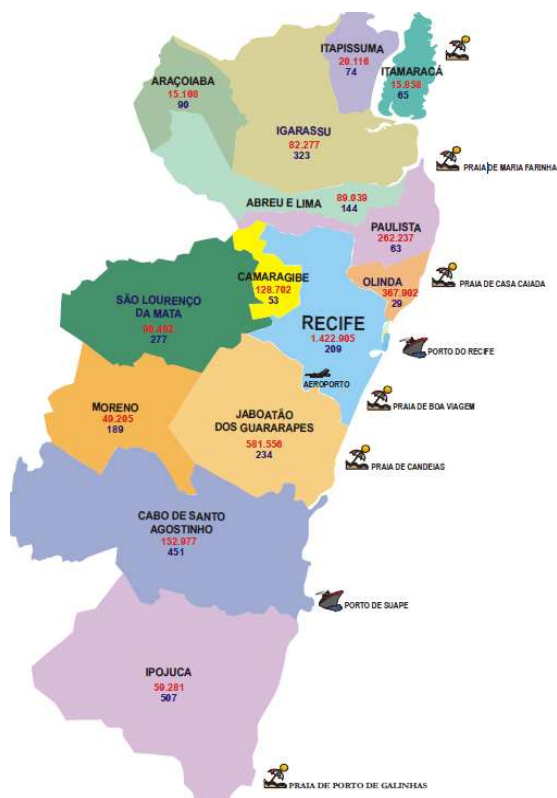 ITAPISSUMA
20.116
74
ITAMARACÁ
15.858
65
ARAÇOIABA
15.108
90
IGARASSU
82.277
323
PRAIA DE MARIA FARINHA
ABREU E LIMA
89.039
144
PAULISTA
262.237
63
CAMARAGIBE
128.702
53
OLINDA
367.902
29
PRAIA DE CASA CAIADA
SÃO LOURENÇO
DA MATA
90.402
277
RECIFE
1.422.905
209
PORTO DO RECIFE
AEROPORTO
PRAIA DE BOA VIAGEM
MORENO
49.205
189
JABOATÃO
DOS GUARARAPES
581.556
234
PRAIA DE CANDEIAS
CABO DE SANTO
AGOSTINHO
152.977
451
PORTO DE SUAPE
IPOJUCA
59.281
507
PRAIA DE PORTO DE GALINHAS